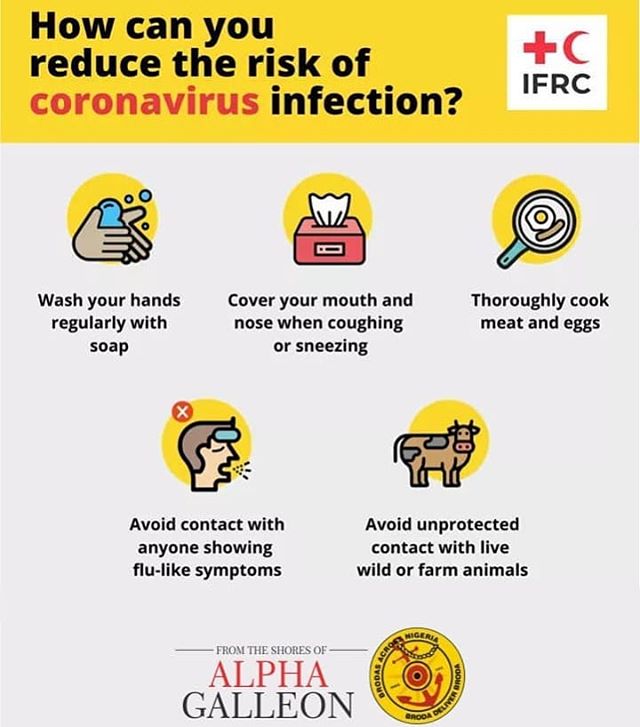 How can you
reduce the risk of
coronavirus infection?
IFRC
Wash your hands
regularly with
soap
Cover your mouth and
nose when coughing
or sneezing
Thoroughly cook
meat and eggs
Avoid contact with
anyone showing
flu-like symptoms
Avoid unprotected
contact with live
wild or farm animals
FROM THE SHORES OF
ALPHA
GALLEON
BRODAS ACROSS NIGERIA
BRODA DELIVER BRODA